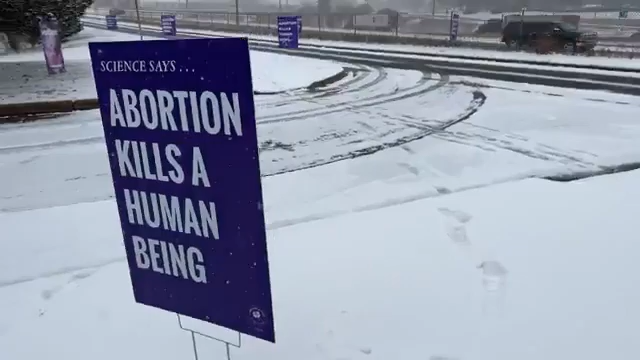 SCIENCE SAYS . . .
ABORTION
KILLS A
HUMAN
BEING